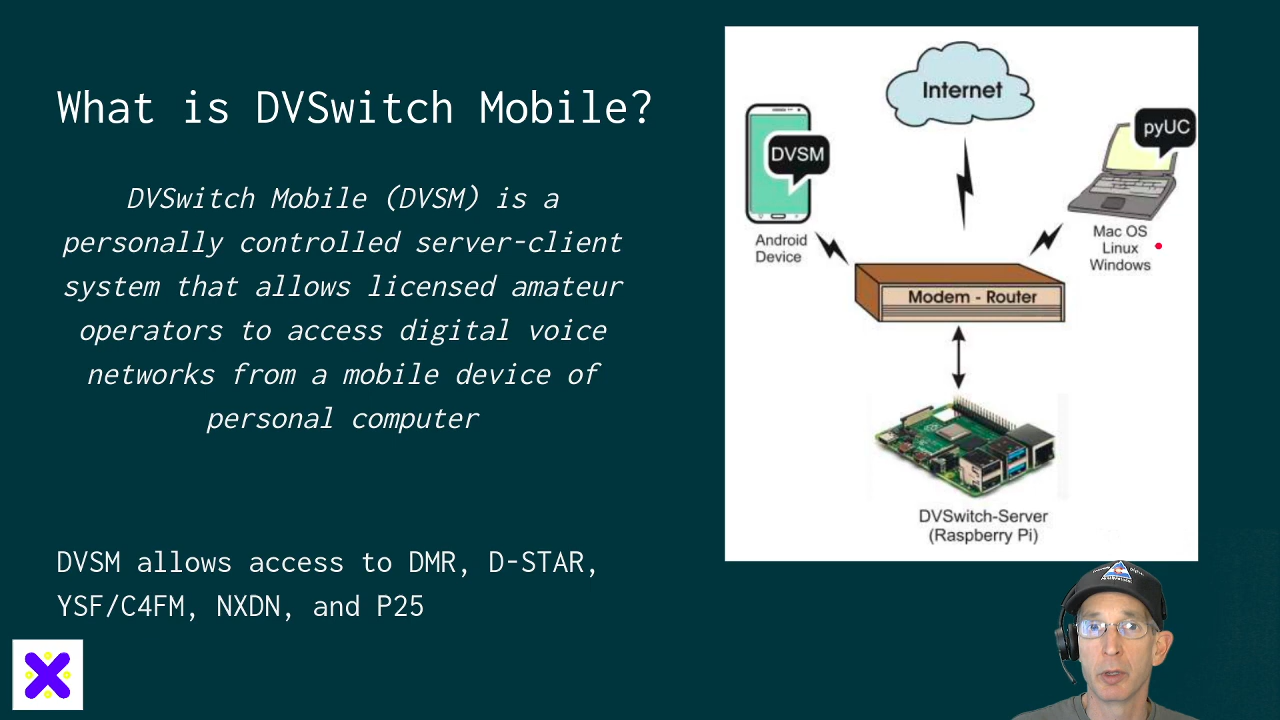 What is DVSwitch Mobile?
DVSwitch Mobile (DVSM) is a
personally controlled server-client
system that allows licensed amateur
operators to access digital voice
networks from a mobile device of
personal computer
DVSM allows access to DMR, D-STAR,
YSF/C4FM, NXDN, and P25
Internet
DVSM
pyUC
Android
Device
Mac OS
Linux
Windows
Modem - Router
DVSwitch-Server
(Raspberry Pi)